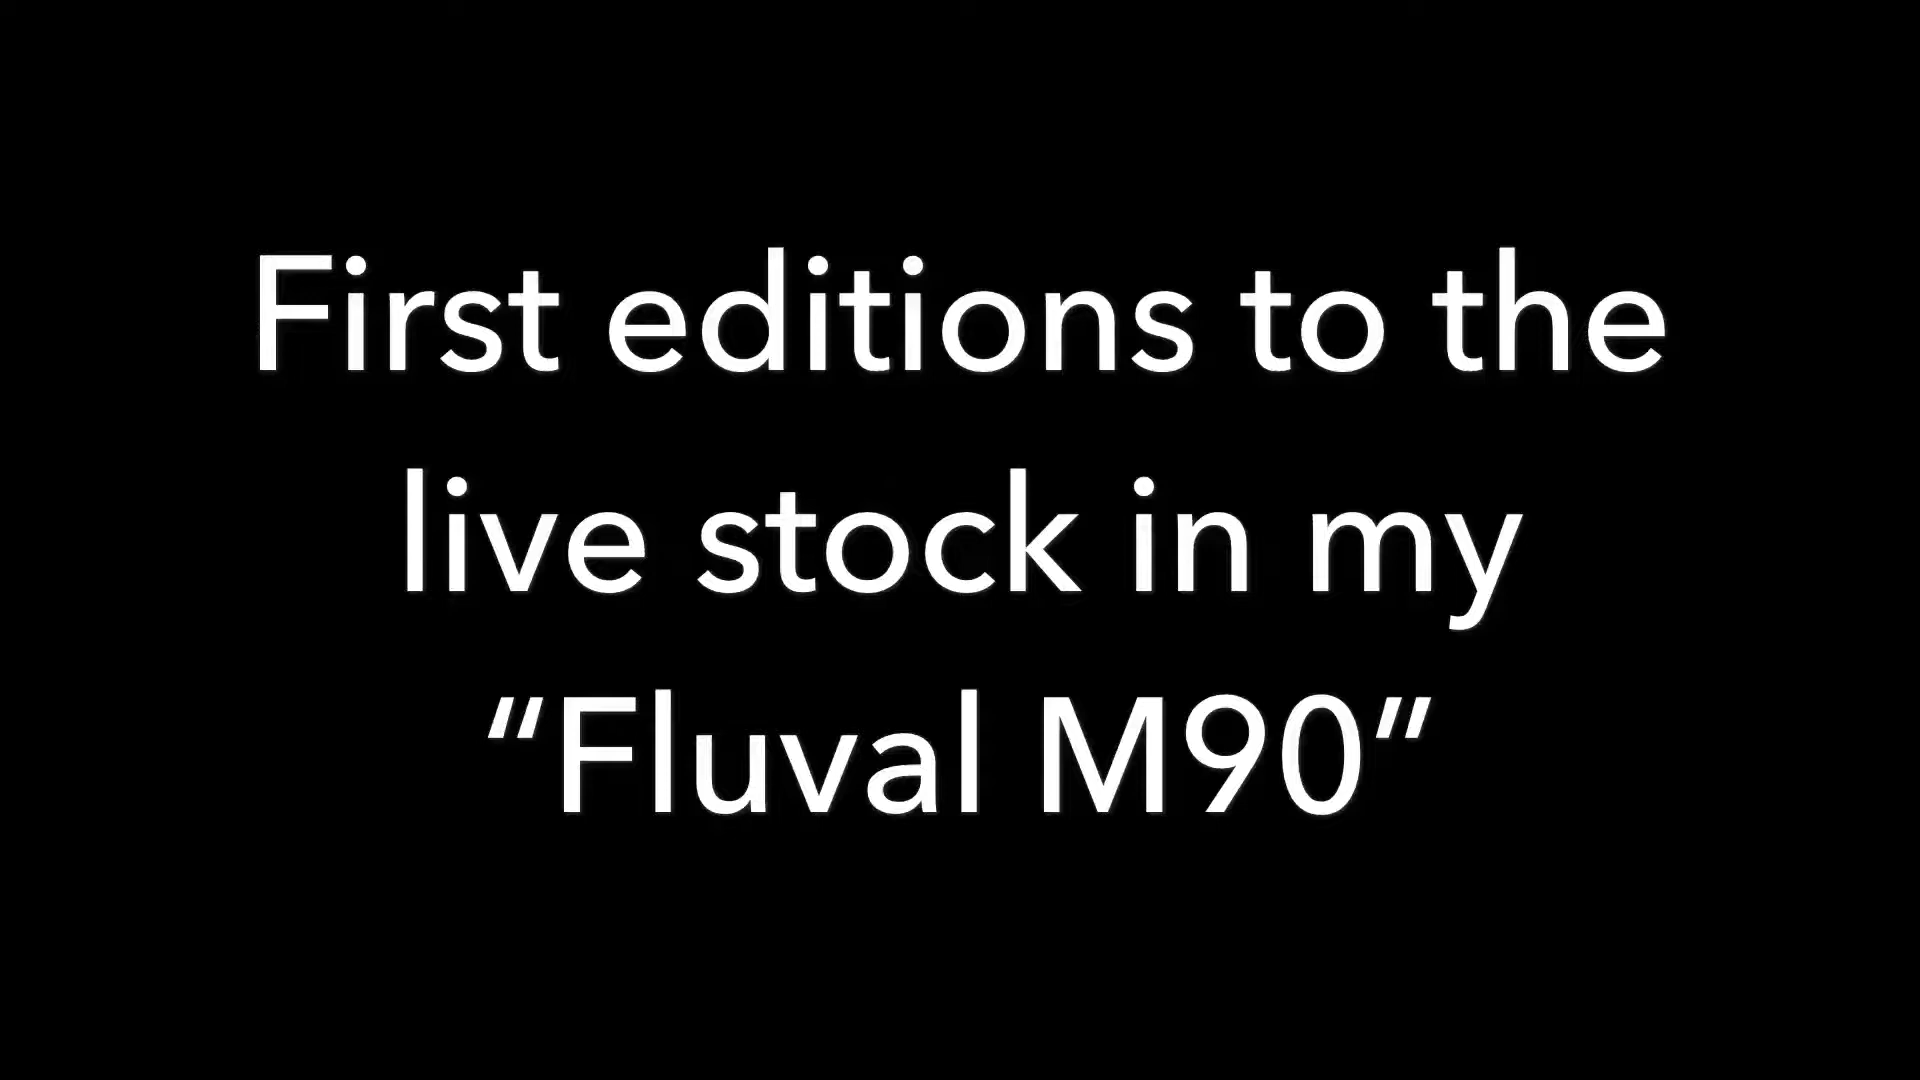 First editions to the
live stock in my
“Fluval M90”